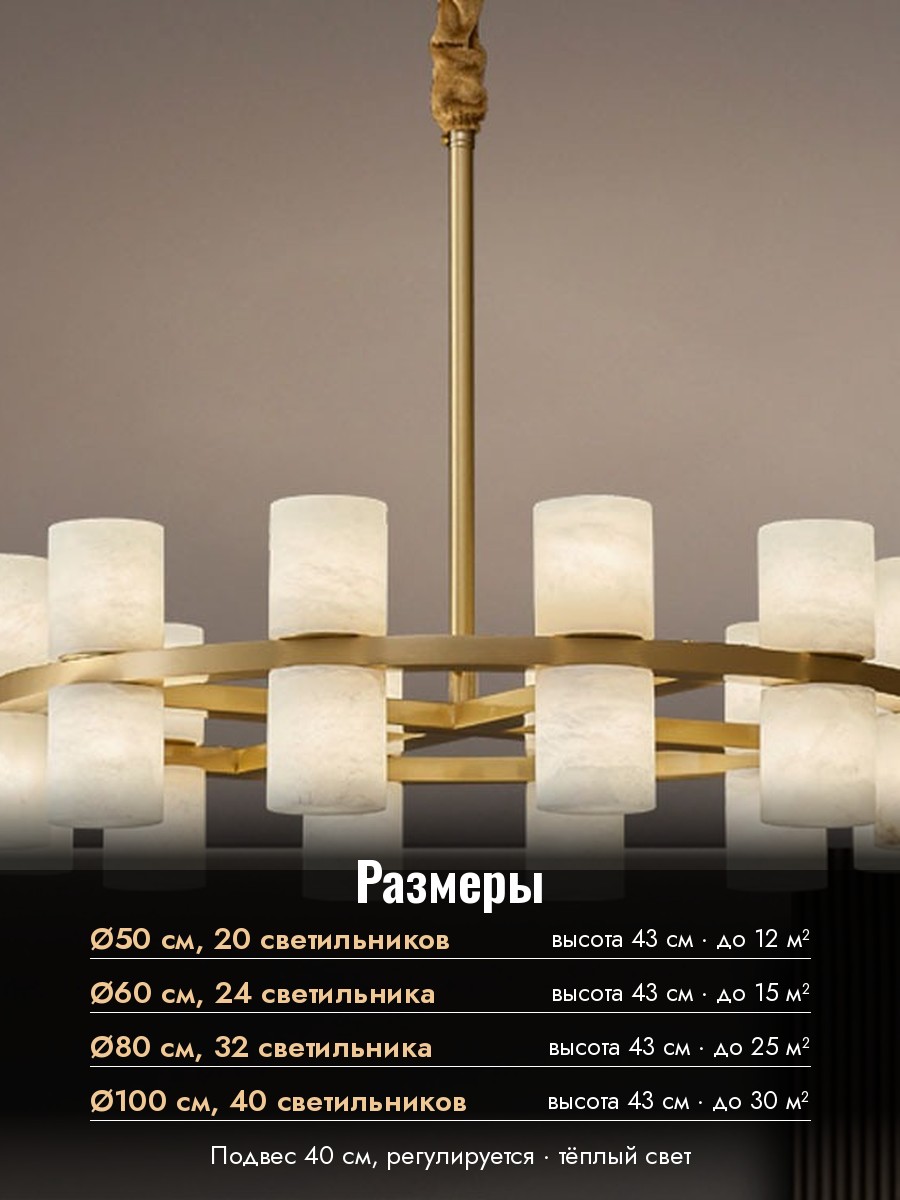 Размеры
Ø50 см, 20 светильников высота 43 см · до 12 м²
Ø60 см, 24 светильника высота 43 см · до 15 м²
Ø80 см, 32 светильника высота 43 см · до 25 м²
Ø100 см, 40 светильников высота 43 см · до 30 м²
Подвес 40 см, регулируется · тёплый свет